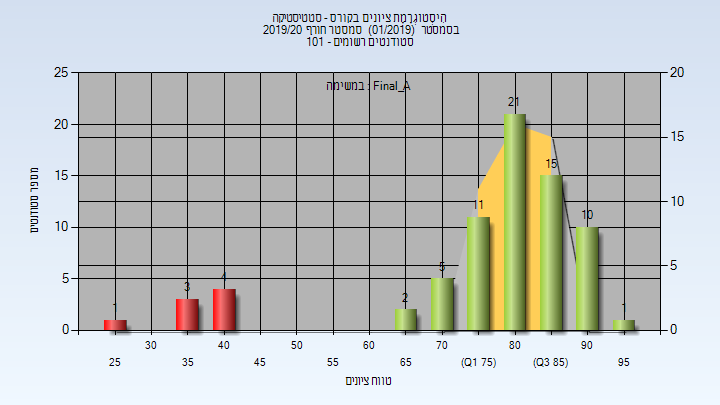 היסטוגרמת ציונים בקורס - סטטיסטיקה
בסמסטר (01/2019) סמסטר חורף 2019/20
סטודנטים רשומים - 101
במשימה : Final_A
25 20 15 10 5 0
מספר סטודנטים
20 15 10 5 0
1 3 4 2 5 11 21 15 10 1
30 40 50 60 70 80 90
25 35 45 55 65 (Q1 75) (Q3 85) 95
טווח ציונים